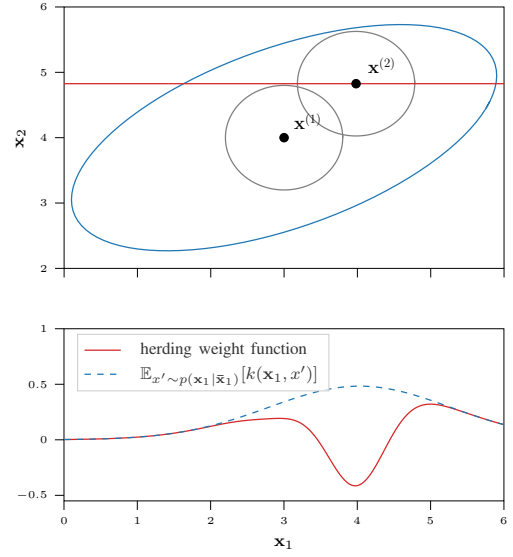 6
5
4
3
2
x₂
x⁽¹⁾
x⁽²⁾
1
0.5
0
−0.5
herding weight function
𝔼ₓ′∼ₚ₍ₓ₁|x̄₁₎[k(x₁, x′)]
0 1 2 3 4 5 6
x₁